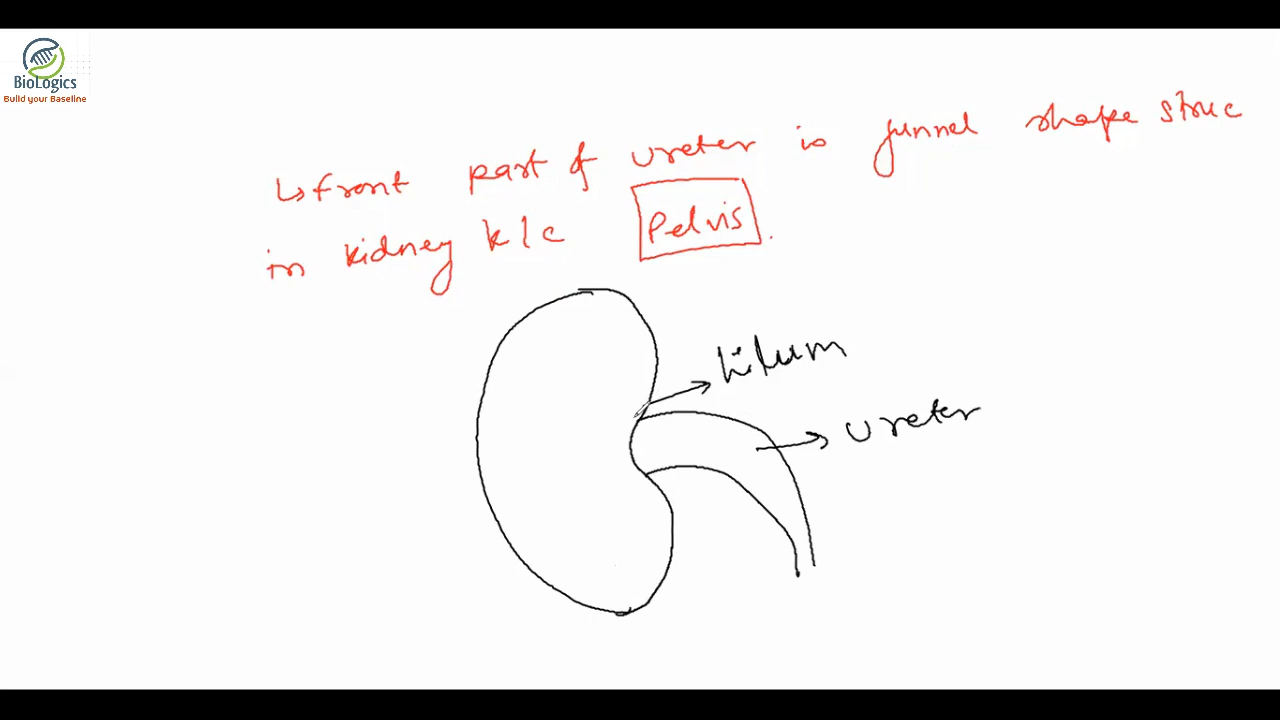 BioLogics
Build your Baseline
↳ Front part of ureter is funnel shape struc
in kidney k/c Pelvis.
hilum
ureter